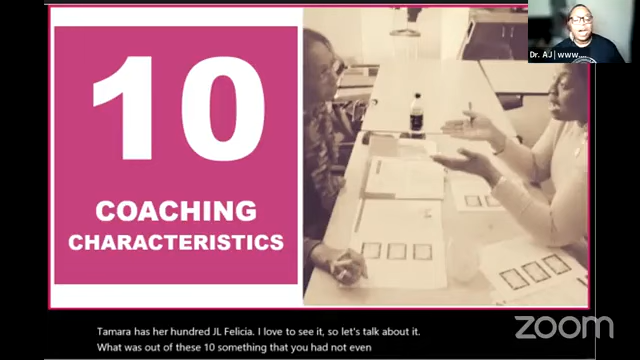 10
COACHING
CHARACTERISTICS
Dr. AJ | www....
Tamara has her hundred JL Felicia. I love to see it, so let's talk about it.
What was out of these 10 something that you had not even
zoom